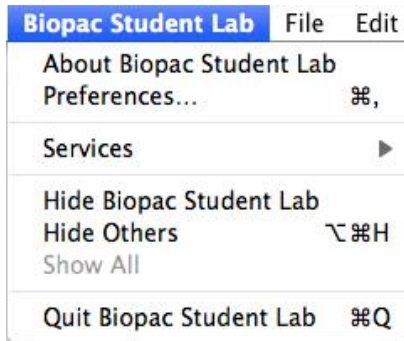 Biopac Student Lab File Edit
About Biopac Student Lab
Preferences... ⌘,
Services ▶
Hide Biopac Student Lab
Hide Others ⌥⌘H
Show All
Quit Biopac Student Lab ⌘Q